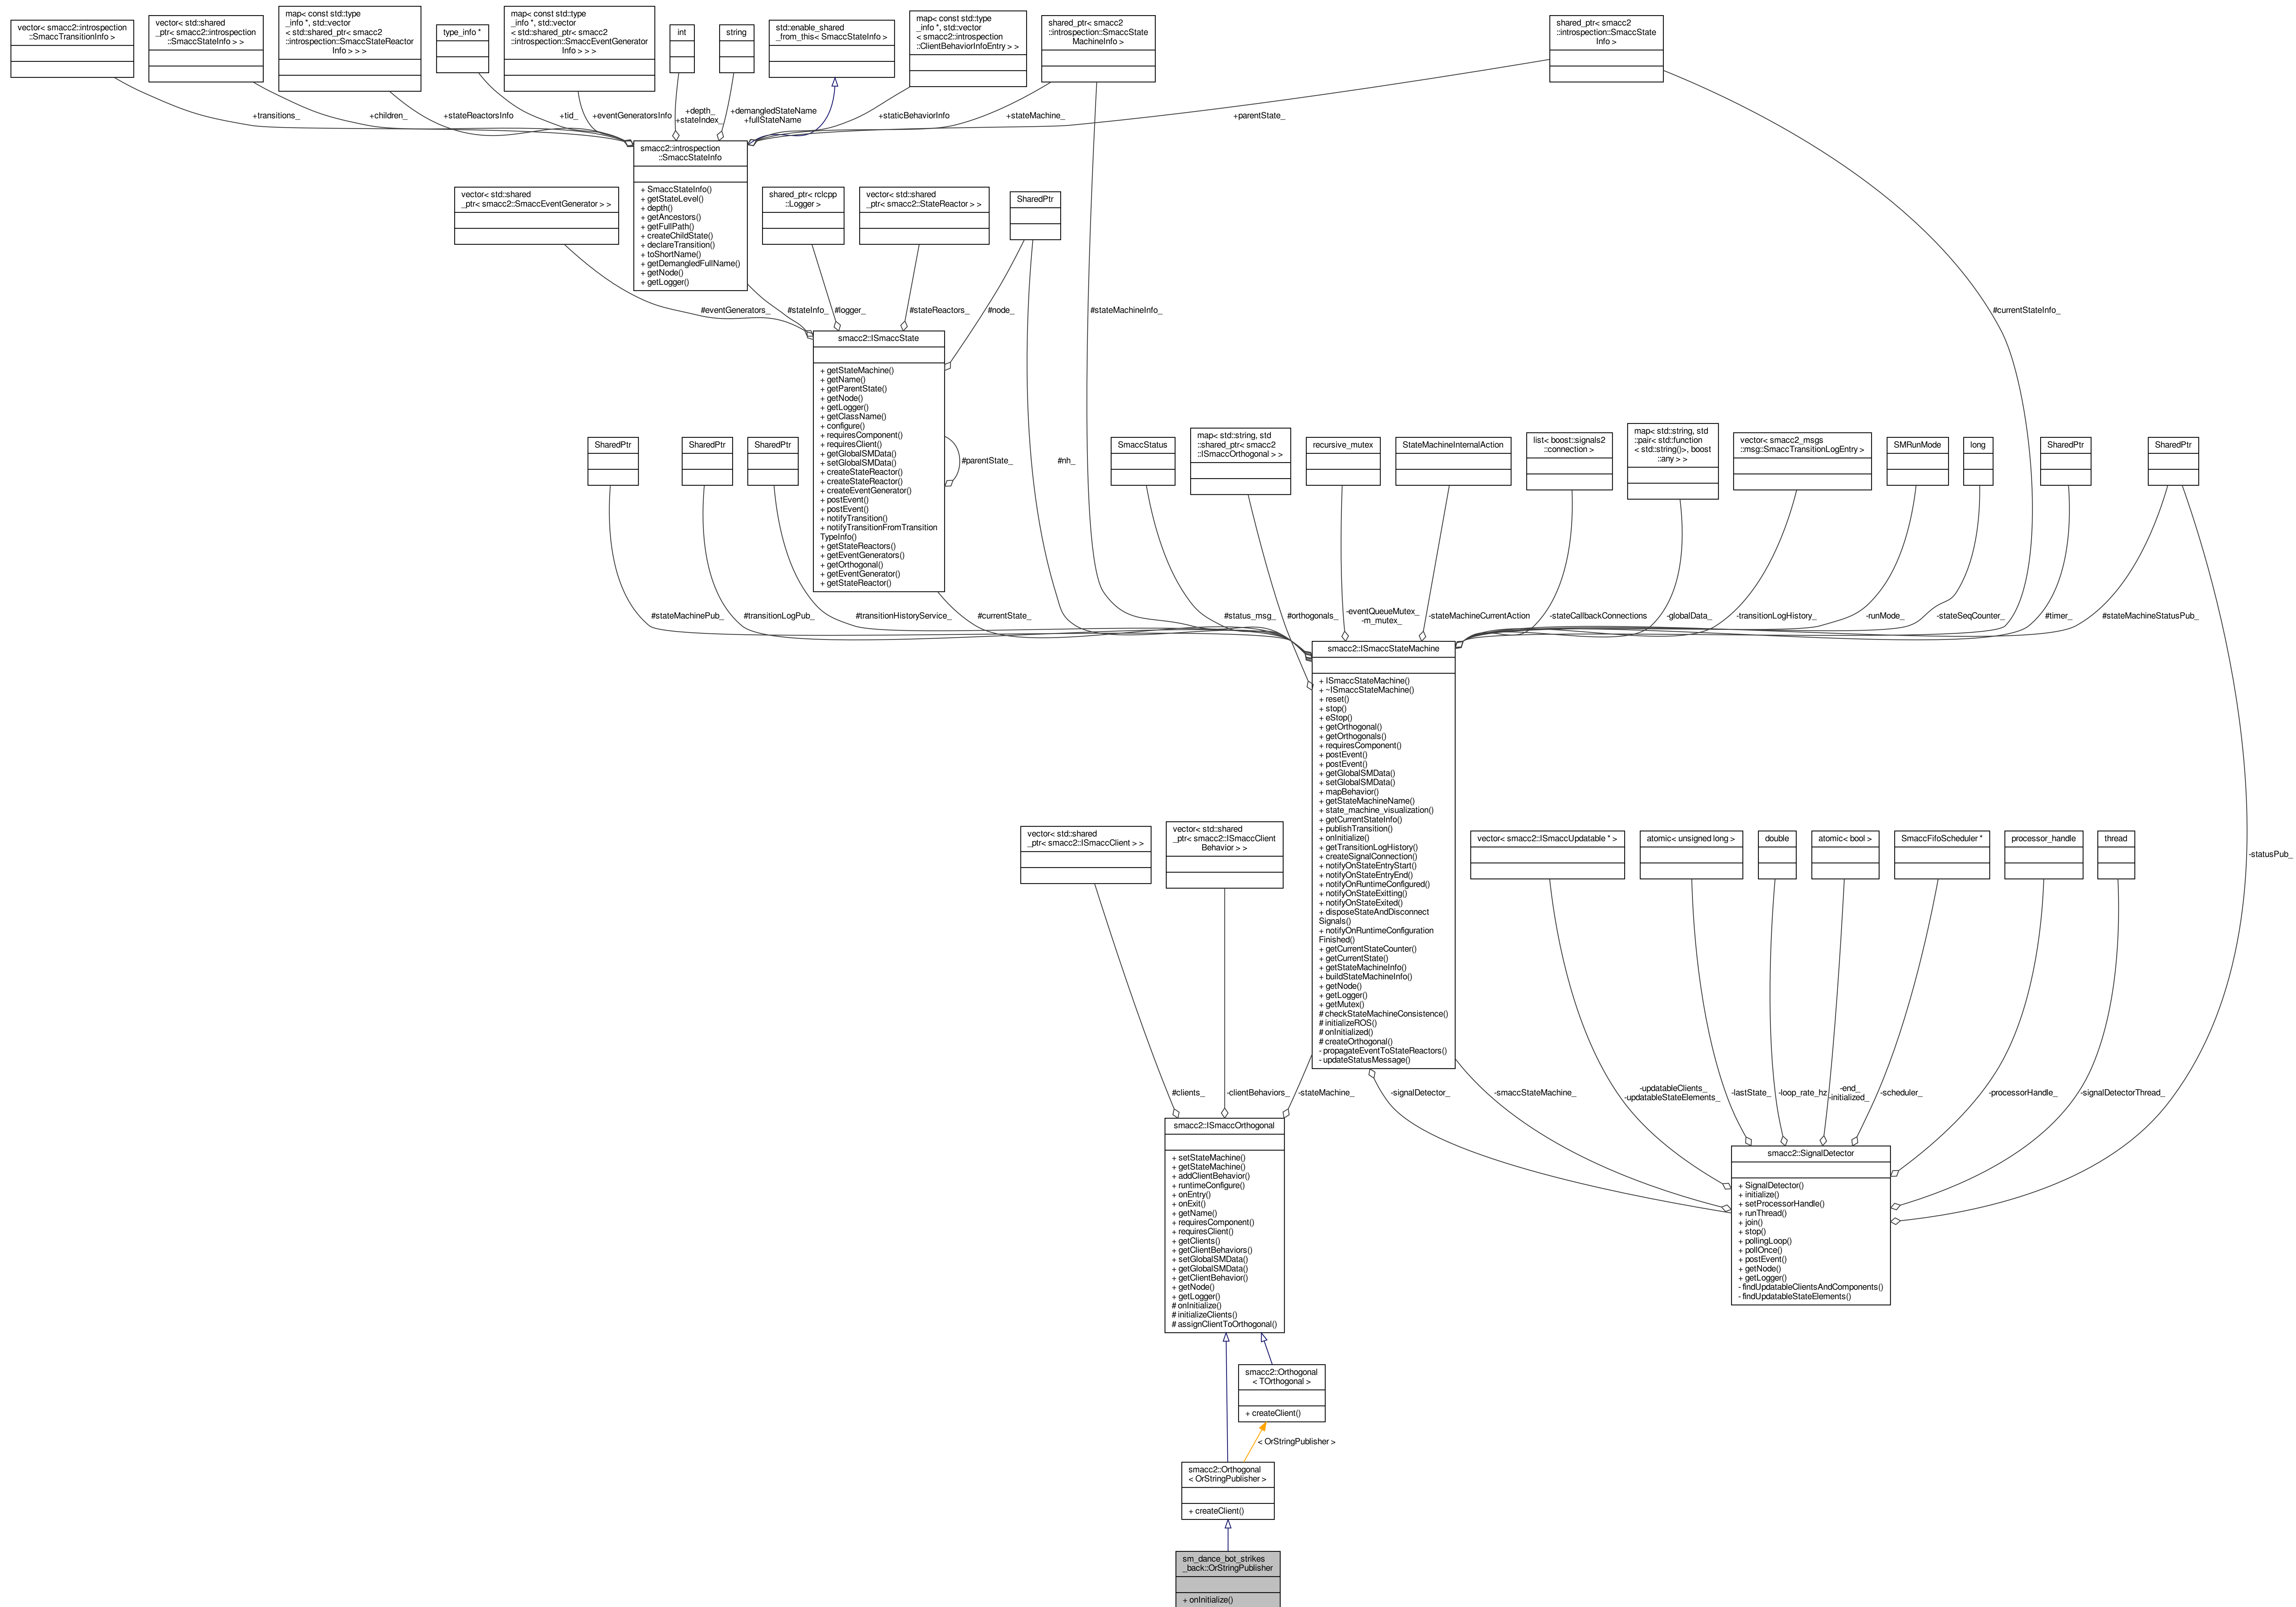 vector< smacc2::introspection
::SmaccTransitionInfo >
vector< std::shared
_ptr< smacc2::introspection
::SmaccStateInfo > >
map< const std::type
_info *, std::vector
< std::shared_ptr< smacc2
::introspection::SmaccStateReactor
Info > > >
type_info *
map< const std::type
_info *, std::vector
< std::shared_ptr< smacc2
::introspection::SmaccEventGenerator
Info > > >
int
string
std::enable_shared
_from_this< SmaccStateInfo >
map< const std::type
_info *, std::vector
< smacc2::introspection
::ClientBehaviorInfoEntry > >
shared_ptr< smacc2
::introspection::SmaccState
MachineInfo >
shared_ptr< smacc2
::introspection::SmaccState
Info >
+transitions_
+children_
+stateReactorsInfo
+tid_
+eventGeneratorsInfo
+depth_
+stateIndex_
+demangledStateName
+fullStateName
+staticBehaviorInfo
+stateMachine_
+parentState_
smacc2::introspection
::SmaccStateInfo
+ SmaccStateInfo()
+ getStateLevel()
+ depth()
+ getAncestors()
+ getFullPath()
+ createChildState()
+ declareTransition()
+ toShortName()
+ getDemangledFullName()
+ getNode()
+ getLogger()
vector< std::shared
_ptr< smacc2::SmaccEventGenerator > >
shared_ptr< rclcpp
::Logger >
vector< std::shared
_ptr< smacc2::StateReactor > >
SharedPtr
#eventGenerators_
#stateInfo_
#logger_
#stateReactors_
#node_
#stateMachineInfo_
#currentStateInfo_
smacc2::ISmaccState
+ getStateMachine()
+ getName()
+ getParentState()
+ getNode()
+ getLogger()
+ getClassName()
+ configure()
+ requiresComponent()
+ requiresClient()
+ getGlobalSMData()
+ setGlobalSMData()
+ createStateReactor()
+ createStateReactor()
+ createEventGenerator()
+ postEvent()
+ postEvent()
+ notifyTransition()
+ notifyTransitionFromTransition
TypeInfo()
+ getStateReactors()
+ getEventGenerators()
+ getOrthogonal()
+ getEventGenerator()
+ getStateReactor()
#parentState_
#nh_
SharedPtr
SharedPtr
SharedPtr
SmaccStatus
map< std::string, std
::shared_ptr< smacc2
::ISmaccOrthogonal > >
recursive_mutex
StateMachineInternalAction
list< boost::signals2
::connection >
map< std::string, std
::pair< std::function
< std::string()>, boost
::any > >
vector< smacc2_msgs
::msg::SmaccTransitionLogEntry >
SMRunMode
long
SharedPtr
SharedPtr
#stateMachinePub_
#transitionLogPub_
#transitionHistoryService_
#currentState_
#status_msg_
#orthogonals_
-eventQueueMutex_
-m_mutex_
-stateMachineCurrentAction
-stateCallbackConnections
-globalData_
-transitionLogHistory_
-runMode_
-stateSeqCounter_
#timer_
#stateMachineStatusPub_
smacc2::ISmaccStateMachine
+ ISmaccStateMachine()
+ ~ISmaccStateMachine()
+ reset()
+ stop()
+ eStop()
+ getOrthogonal()
+ getOrthogonals()
+ requiresComponent()
+ postEvent()
+ postEvent()
+ getGlobalSMData()
+ setGlobalSMData()
+ mapBehavior()
+ getStateMachineName()
+ state_machine_visualization()
+ getCurrentStateInfo()
+ publishTransition()
+ onInitialize()
+ getTransitionLogHistory()
+ createSignalConnection()
+ notifyOnStateEntryStart()
+ notifyOnStateEntryEnd()
+ notifyOnRuntimeConfigured()
+ notifyOnStateExitting()
+ notifyOnStateExited()
+ disposeStateAndDisconnect
Signals()
+ notifyOnRuntimeConfiguration
Finished()
+ getCurrentStateCounter()
+ getCurrentState()
+ getStateMachineInfo()
+ buildStateMachineInfo()
+ getNode()
+ getLogger()
+ getMutex()
# checkStateMachineConsistence()
# initializeROS()
# onInitialized()
# createOrthogonal()
- propagateEventToStateReactors()
- updateStatusMessage()
vector< std::shared
_ptr< smacc2::ISmaccClient > >
vector< std::shared
_ptr< smacc2::ISmaccClient
Behavior > >
vector< smacc2::ISmaccUpdatable * >
atomic< unsigned long >
double
atomic< bool >
SmaccFifoScheduler *
processor_handle
thread
-statusPub_
#clients_
-clientBehaviors_
-stateMachine_
-signalDetector_
-smaccStateMachine_
-updatableClients_
-updatableStateElements_
-lastState_
-loop_rate_hz
-end_
-initialized_
-scheduler_
-processorHandle_
-signalDetectorThread_
smacc2::ISmaccOrthogonal
+ setStateMachine()
+ getStateMachine()
+ addClientBehavior()
+ runtimeConfigure()
+ onEntry()
+ onExit()
+ getName()
+ requiresComponent()
+ requiresClient()
+ getClients()
+ getClientBehaviors()
+ setGlobalSMData()
+ getGlobalSMData()
+ getClientBehavior()
+ getNode()
+ getLogger()
# onInitialize()
# initializeClients()
# assignClientToOrthogonal()
smacc2::SignalDetector
+ SignalDetector()
+ initialize()
+ setProcessorHandle()
+ runThread()
+ join()
+ stop()
+ pollingLoop()
+ pollOnce()
+ postEvent()
+ getNode()
+ getLogger()
- findUpdatableClientsAndComponents()
- findUpdatableStateElements()
smacc2::Orthogonal
< TOrthogonal >
+ createClient()
< OrStringPublisher >
smacc2::Orthogonal
< OrStringPublisher >
+ createClient()
sm_dance_bot_strikes
_back::OrStringPublisher
+ onInitialize()